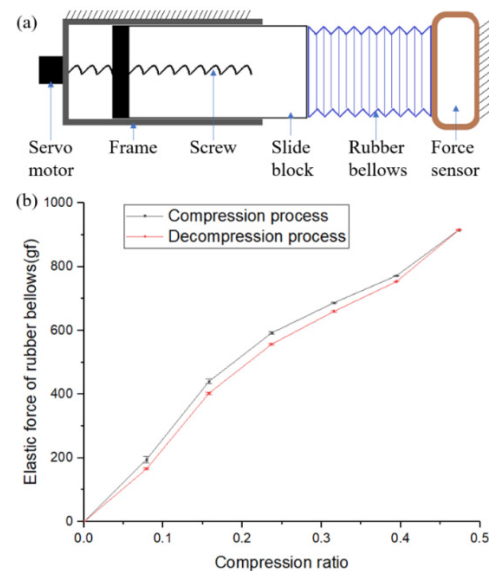 (a)
Servo motor
Frame
Screw
Slide block
Rubber bellows
Force sensor
(b)
Compression process
Decompression process
Elastic force of rubber bellows(gf)
1000
800
600
400
200
0
0.0 0.1 0.2 0.3 0.4 0.5
Compression ratio